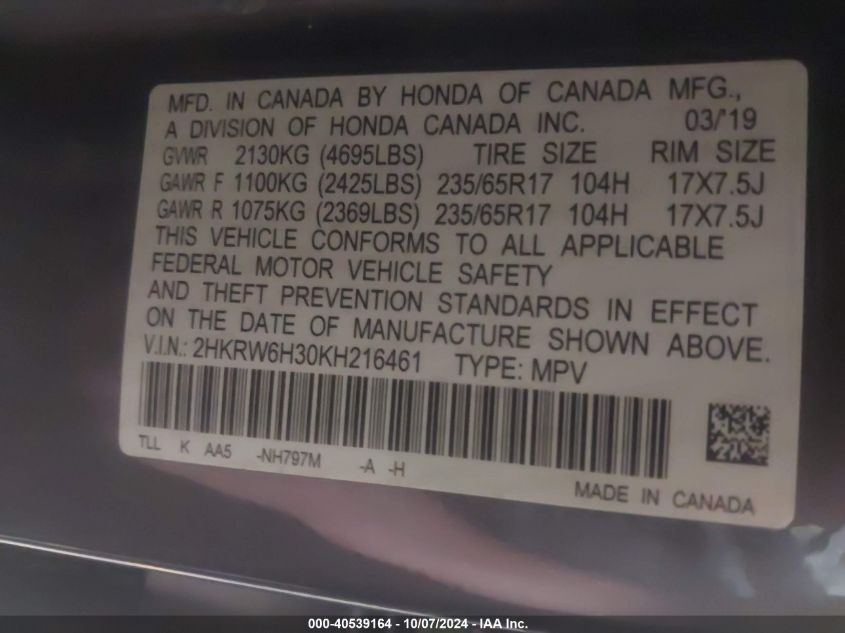 MFD. IN CANADA BY HONDA OF CANADA MFG.,
A DIVISION OF HONDA CANADA INC. 03/'19
GVWR 2130KG (4695LBS) TIRE SIZE RIM SIZE
GAWR F 1100KG (2425LBS) 235/65R17 104H 17X7.5J
GAWR R 1075KG (2369LBS) 235/65R17 104H 17X7.5J
THIS VEHICLE CONFORMS TO ALL APPLICABLE
FEDERAL MOTOR VEHICLE SAFETY
AND THEFT PREVENTION STANDARDS IN EFFECT
ON THE DATE OF MANUFACTURE SHOWN ABOVE.
V.I.N.: 2HKRW6H30KH216461 TYPE: MPV
TLL K AA5 -NH797M -A -H
MADE IN CANADA
000-40539164 - 10/07/2024 - IAA Inc.